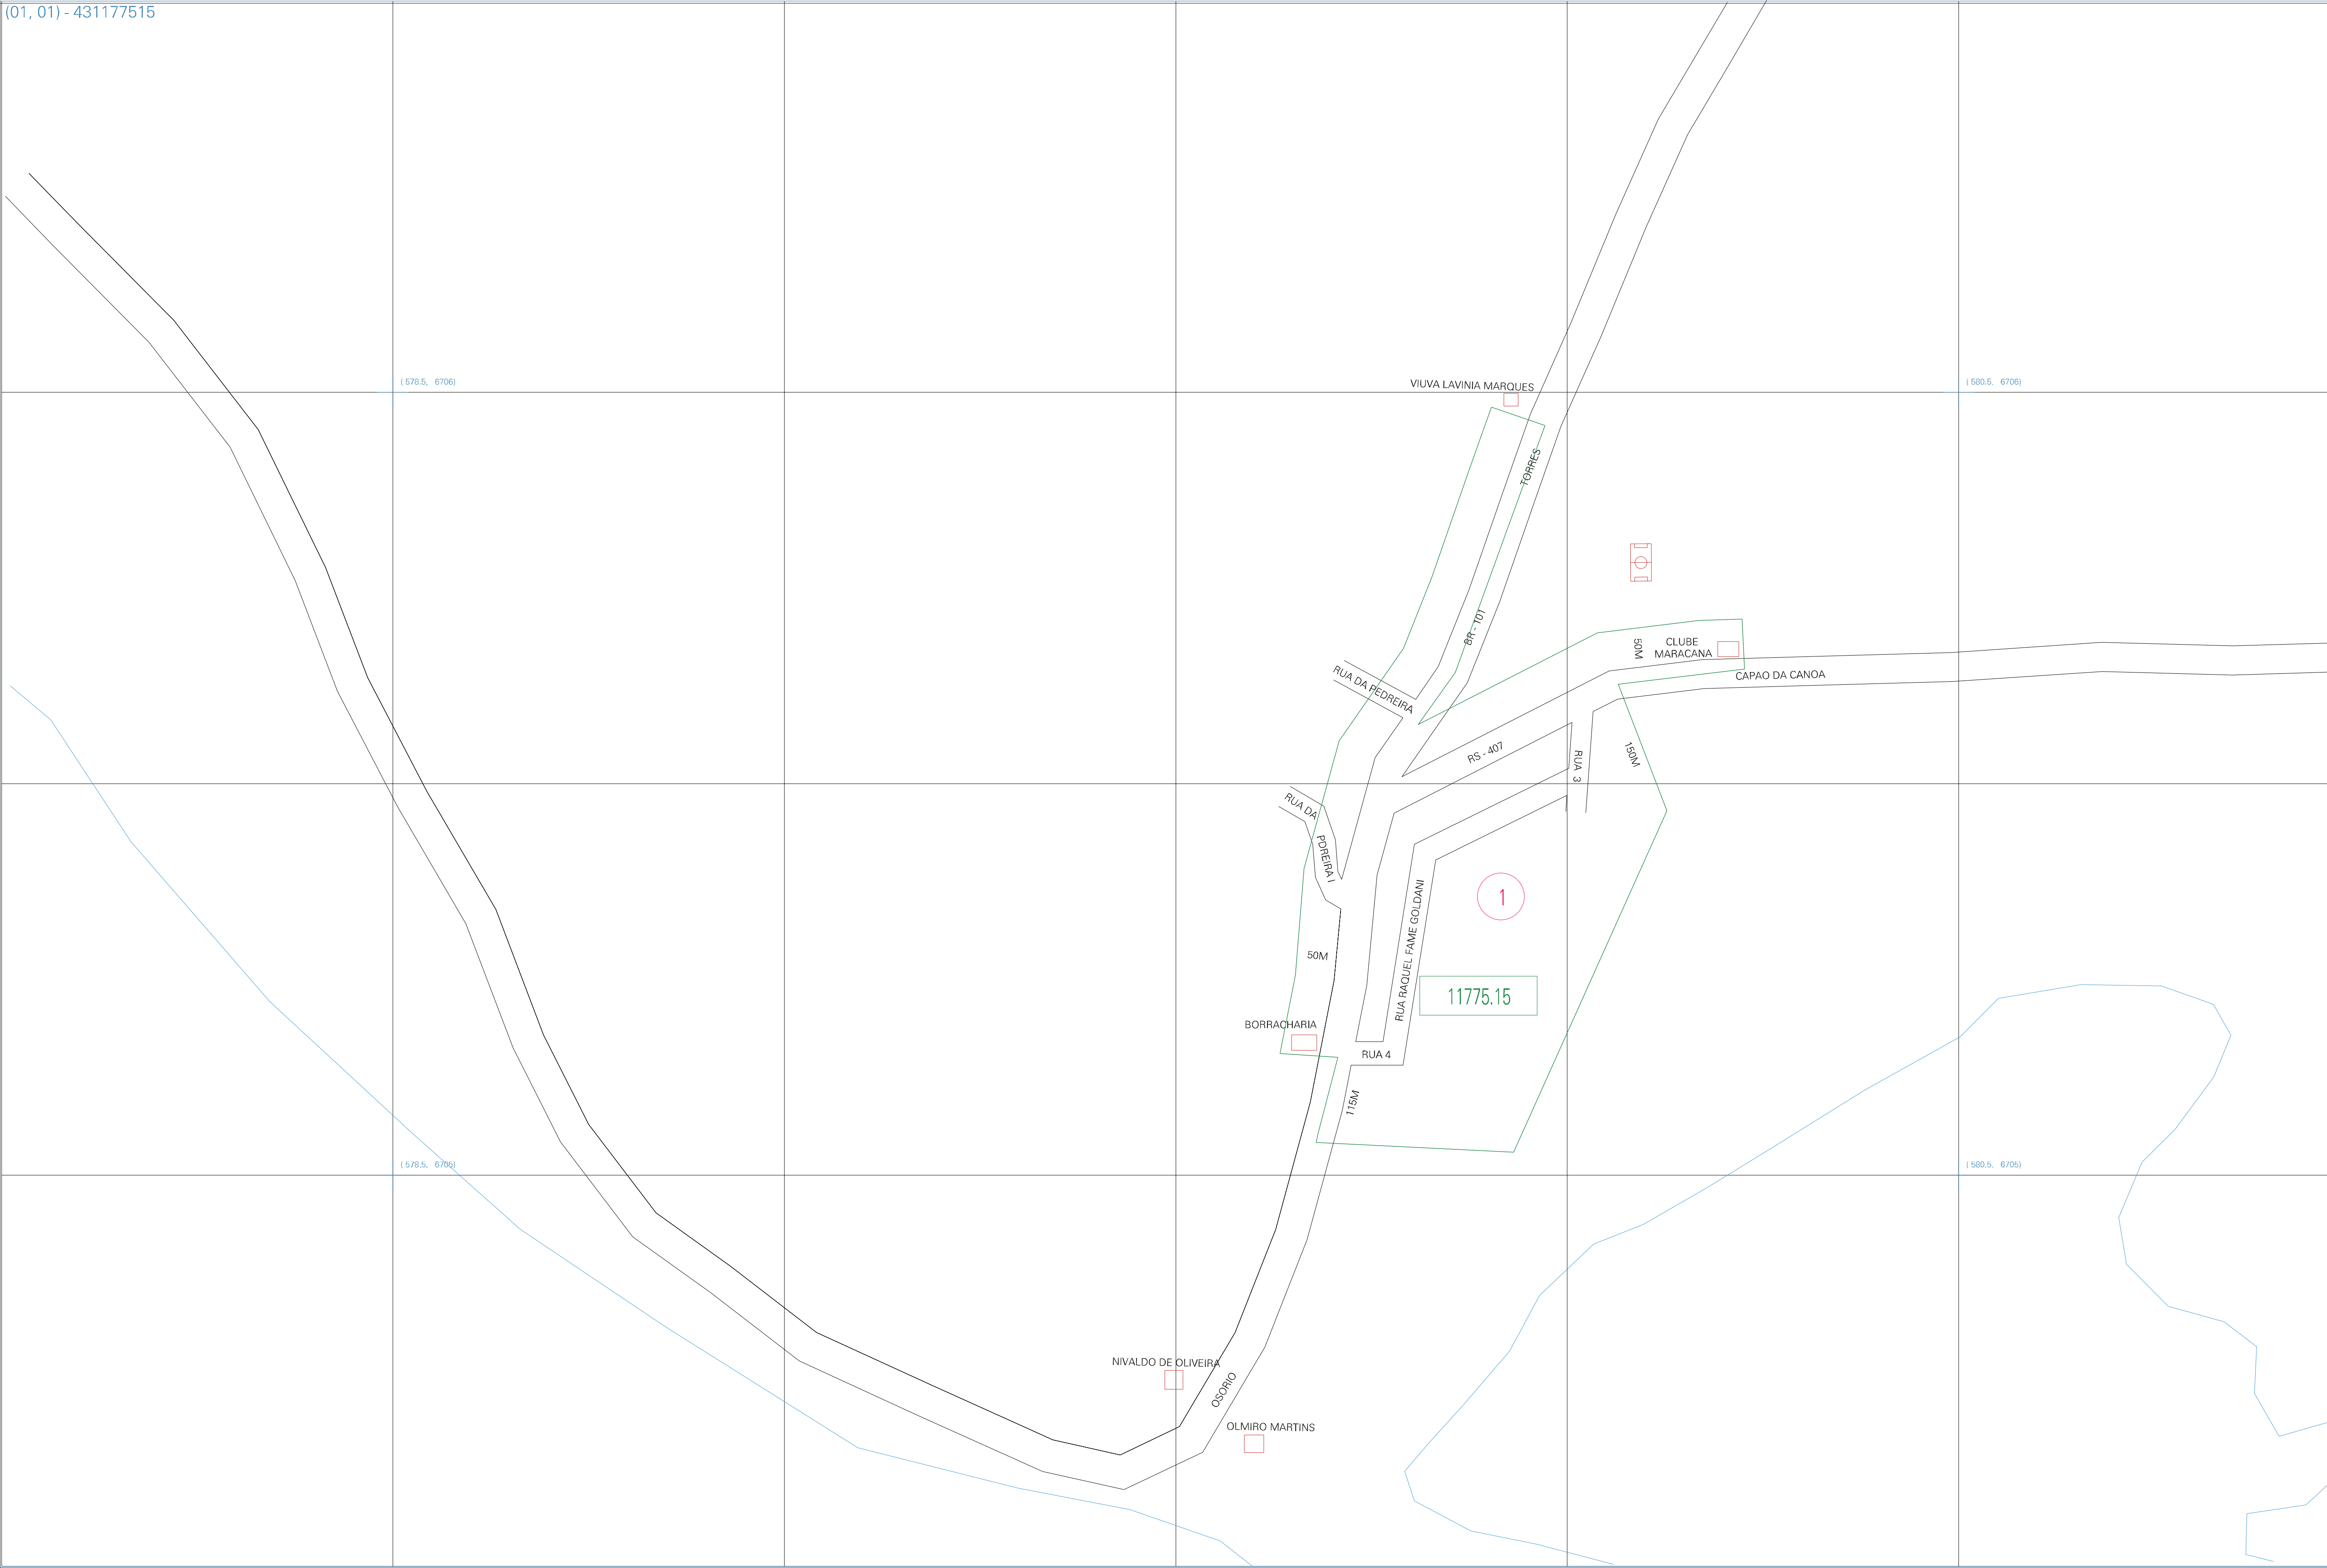 (01, 01) - 431177515
( 578.5, 6706)
( 580.5, 6706)
VIUVA LAVINIA MARQUES
TORRES
BR - 101
50M
CLUBE
MARACANA
CAPAO DA CANOA
RUA DA PEDREIRA
RS - 407
RUA 3
150M
RUA DA
PDREIRA I
1
RUA RAQUEL FAME GOLDANI
50M
11775.15
BORRACHARIA
RUA 4
115M
( 578.5, 6705)
( 580.5, 6705)
NIVALDO DE OLIVEIRA
OSORIO
OLMIRO MARTINS